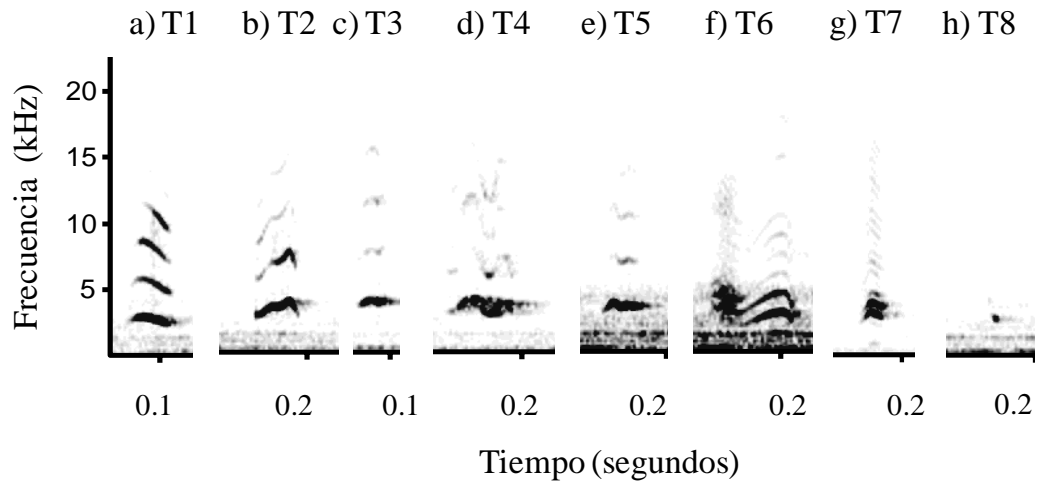 a) T1 b) T2 c) T3 d) T4 e) T5 f) T6 g) T7 h) T8
20
15
10
5
Frecuencia (kHz)
0.1 0.2 0.1 0.2 0.2 0.2 0.2 0.2
Tiempo (segundos)